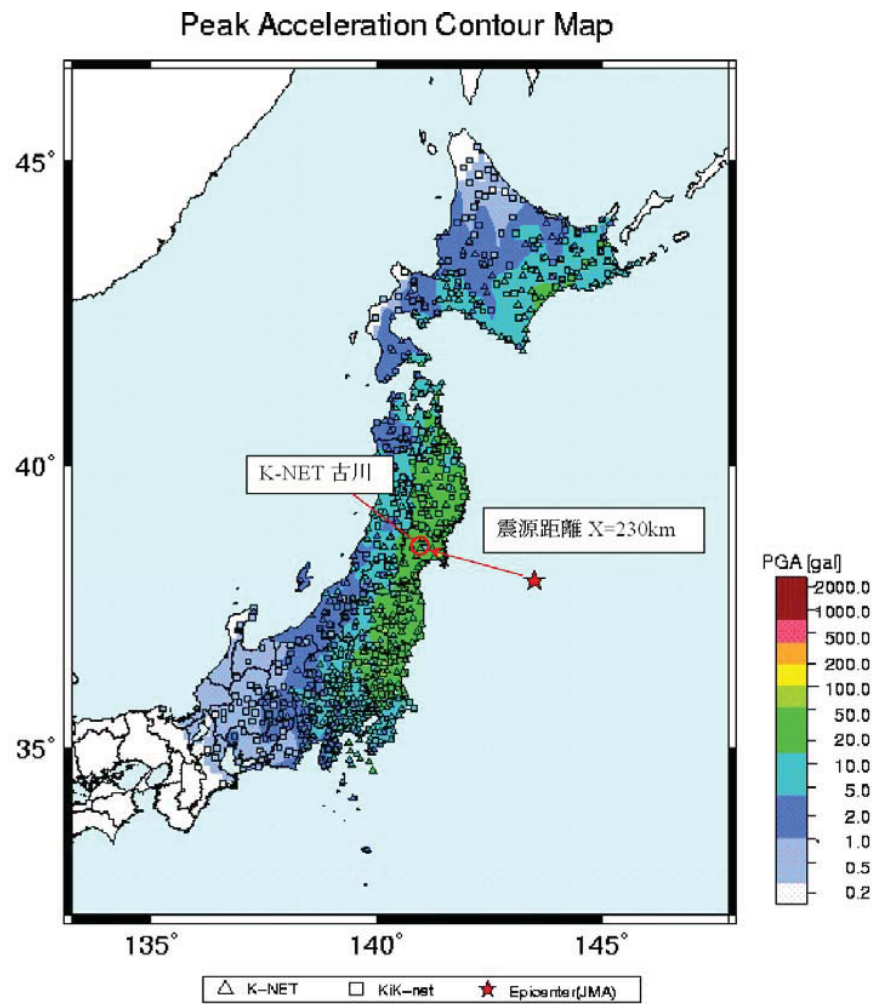 Peak Acceleration Contour Map
45°
40°
K-NET 古川
震源距離 X=230km
35°
PGA [gal]
2000.0
1000.0
500.0
200.0
100.0
50.0
20.0
10.0
5.0
2.0
1.0
0.5
0.2
135° 140° 145°
K-NET KiK-net Epicenter(JMA)